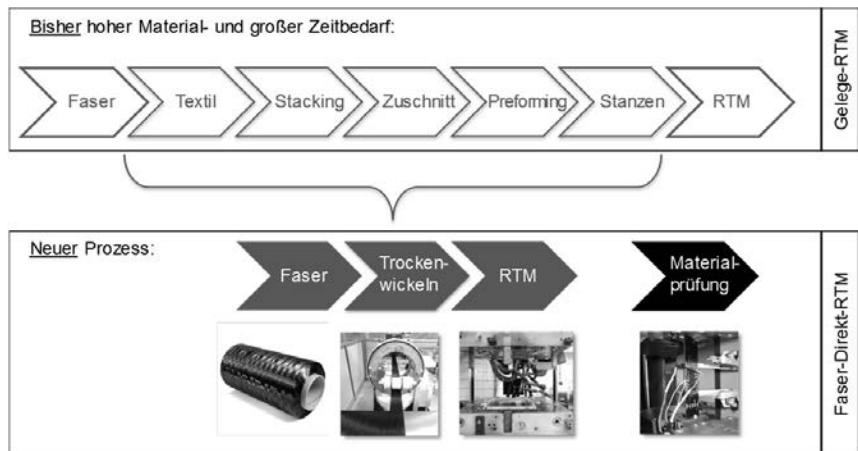 Bisher hoher Material- und großer Zeitbedarf:
Faser
Textil
Stacking
Zuschnitt
Preforming
Stanzen
RTM
Gelege-RTM
Neuer Prozess:
Faser
Trocken-
wickeln
RTM
Material-
prüfung
Faser-Direkt-RTM